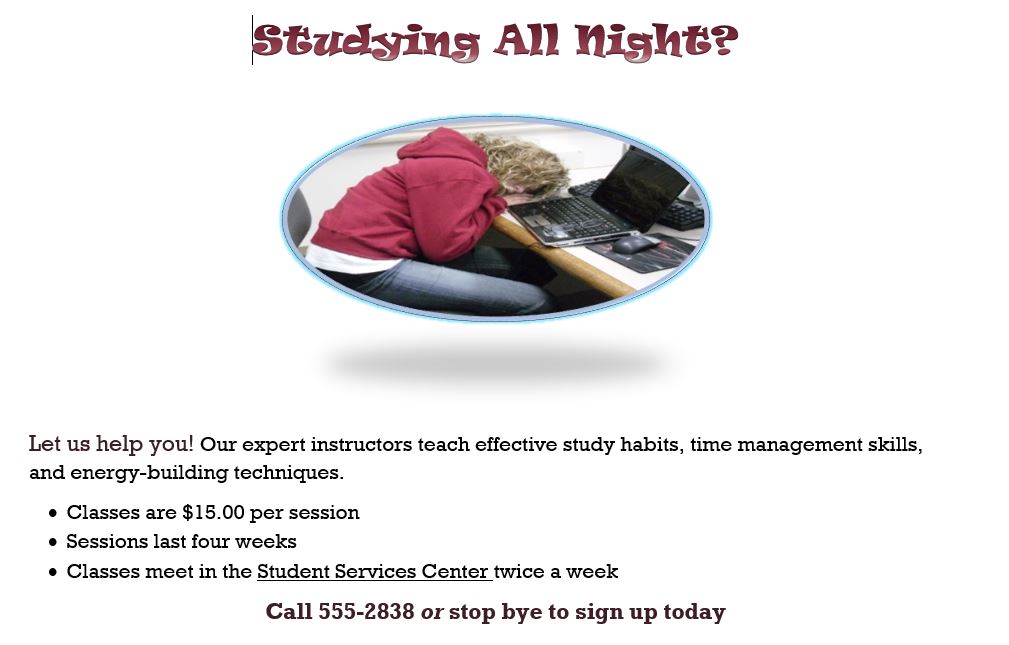 Studying All Night?
Let us help you! Our expert instructors teach effective study habits, time management skills,
and energy-building techniques.
• Classes are $15.00 per session
• Sessions last four weeks
• Classes meet in the Student Services Center twice a week
Call 555-2838 or stop bye to sign up today